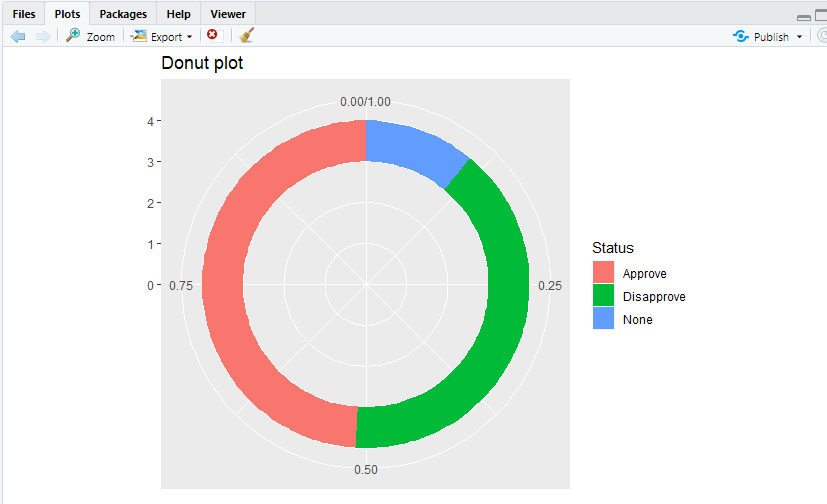 Files Plots Packages Help Viewer
Zoom Export Publish
Donut plot
0.00/1.00
4
3
2
1
0
0.75
0.25
0.50
Status
Approve
Disapprove
None